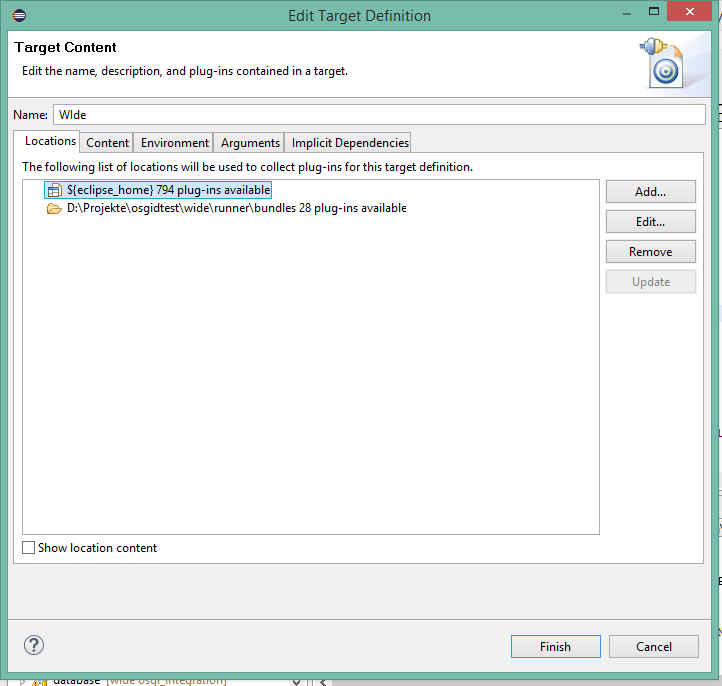 Edit Target Definition
Target Content
Edit the name, description, and plug-ins contained in a target.
Name: WIde
Locations Content Environment Arguments Implicit Dependencies
The following list of locations will be used to collect plug-ins for this target definition.
${eclipse_home} 794 plug-ins available
D:\Projekte\osgidtest\wide\runner\bundles 28 plug-ins available
Add...
Edit...
Remove
Update
Show location content
Finish Cancel
database [wide osgi_integration]